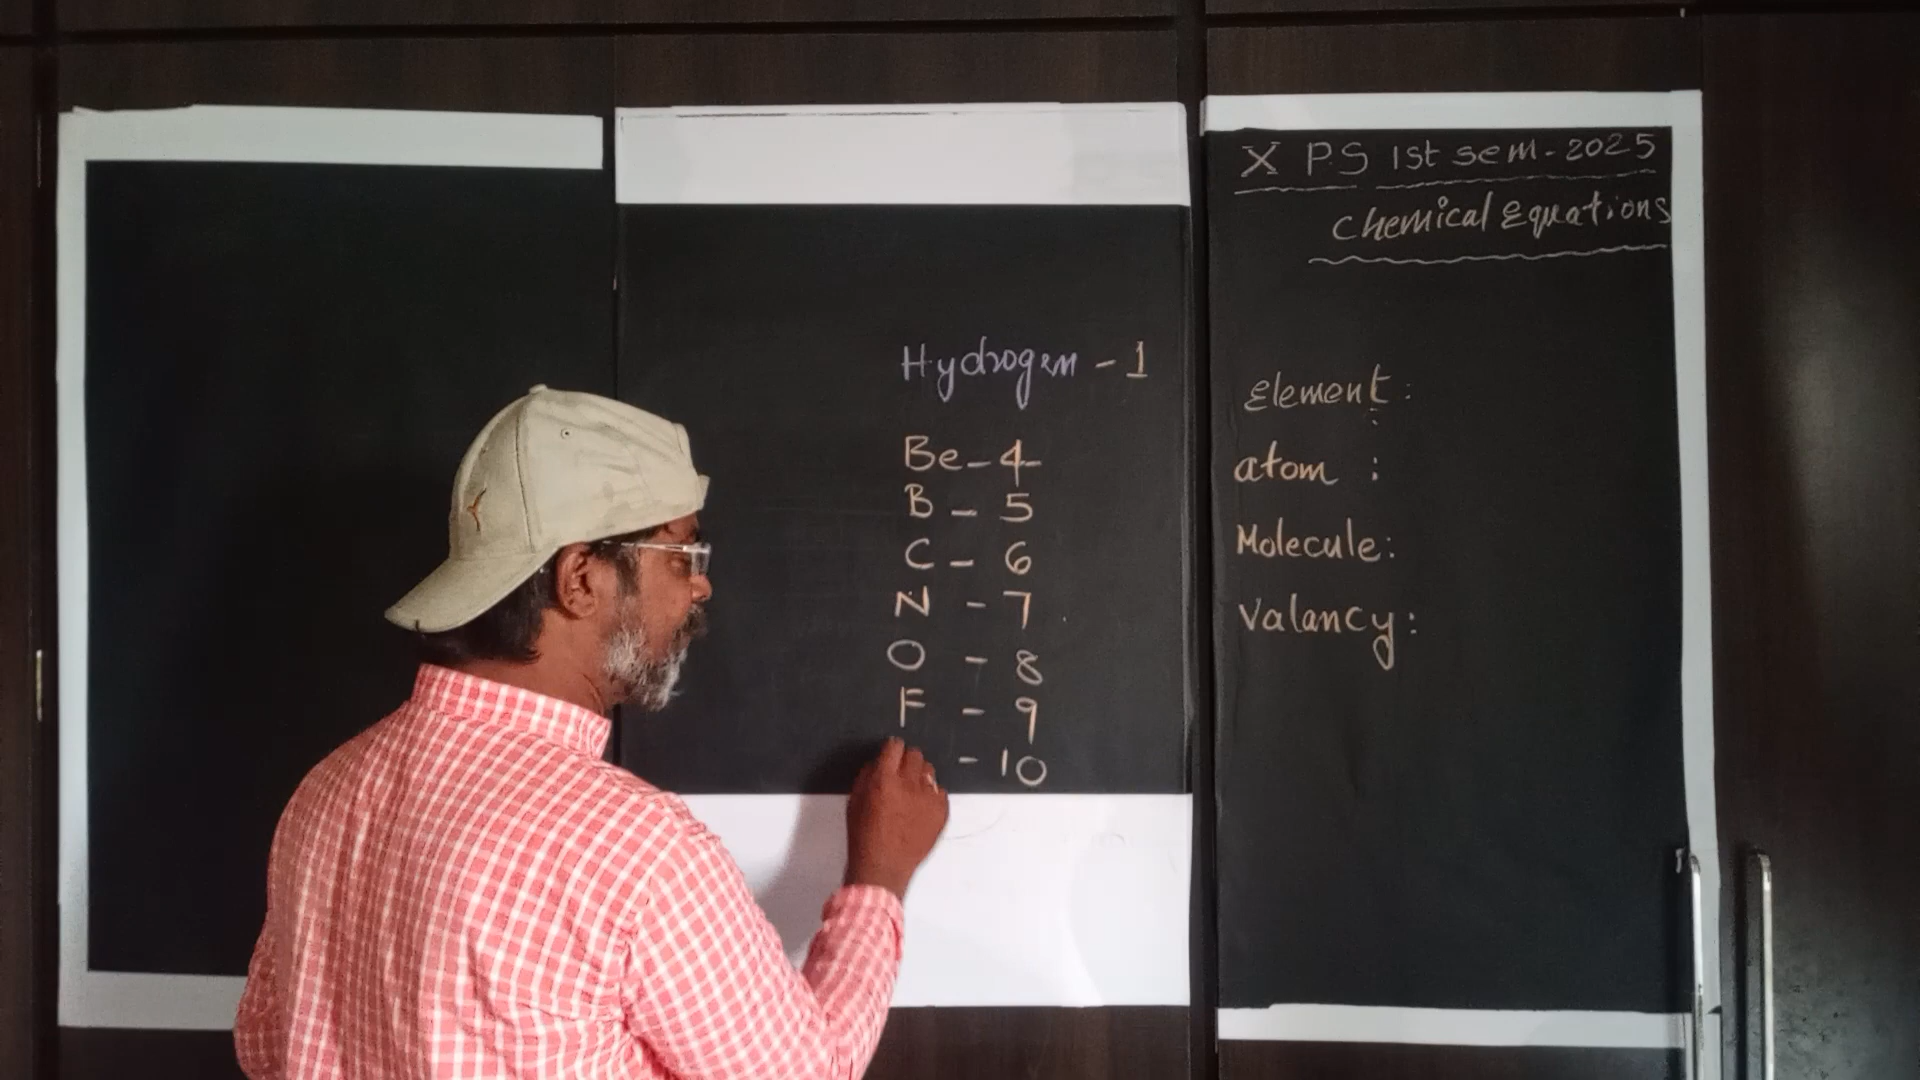 Hydrogen - 1
Be - 4
B - 5
C - 6
N - 7
O - 8
F - 9
- 10
X P.S 1st sem - 2025
Chemical Equations
Element :
atom :
Molecule:
Valancy :